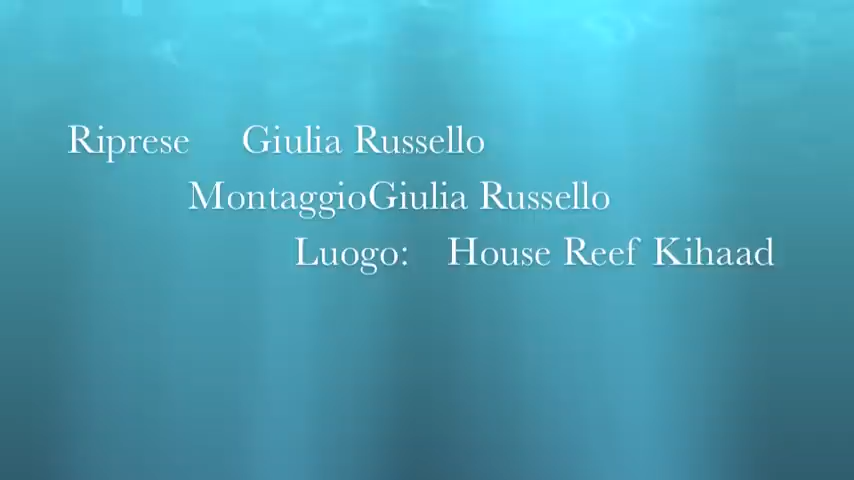 Riprese Giulia Russello
MontaggioGiulia Russello
Luogo: House Reef Kihaad